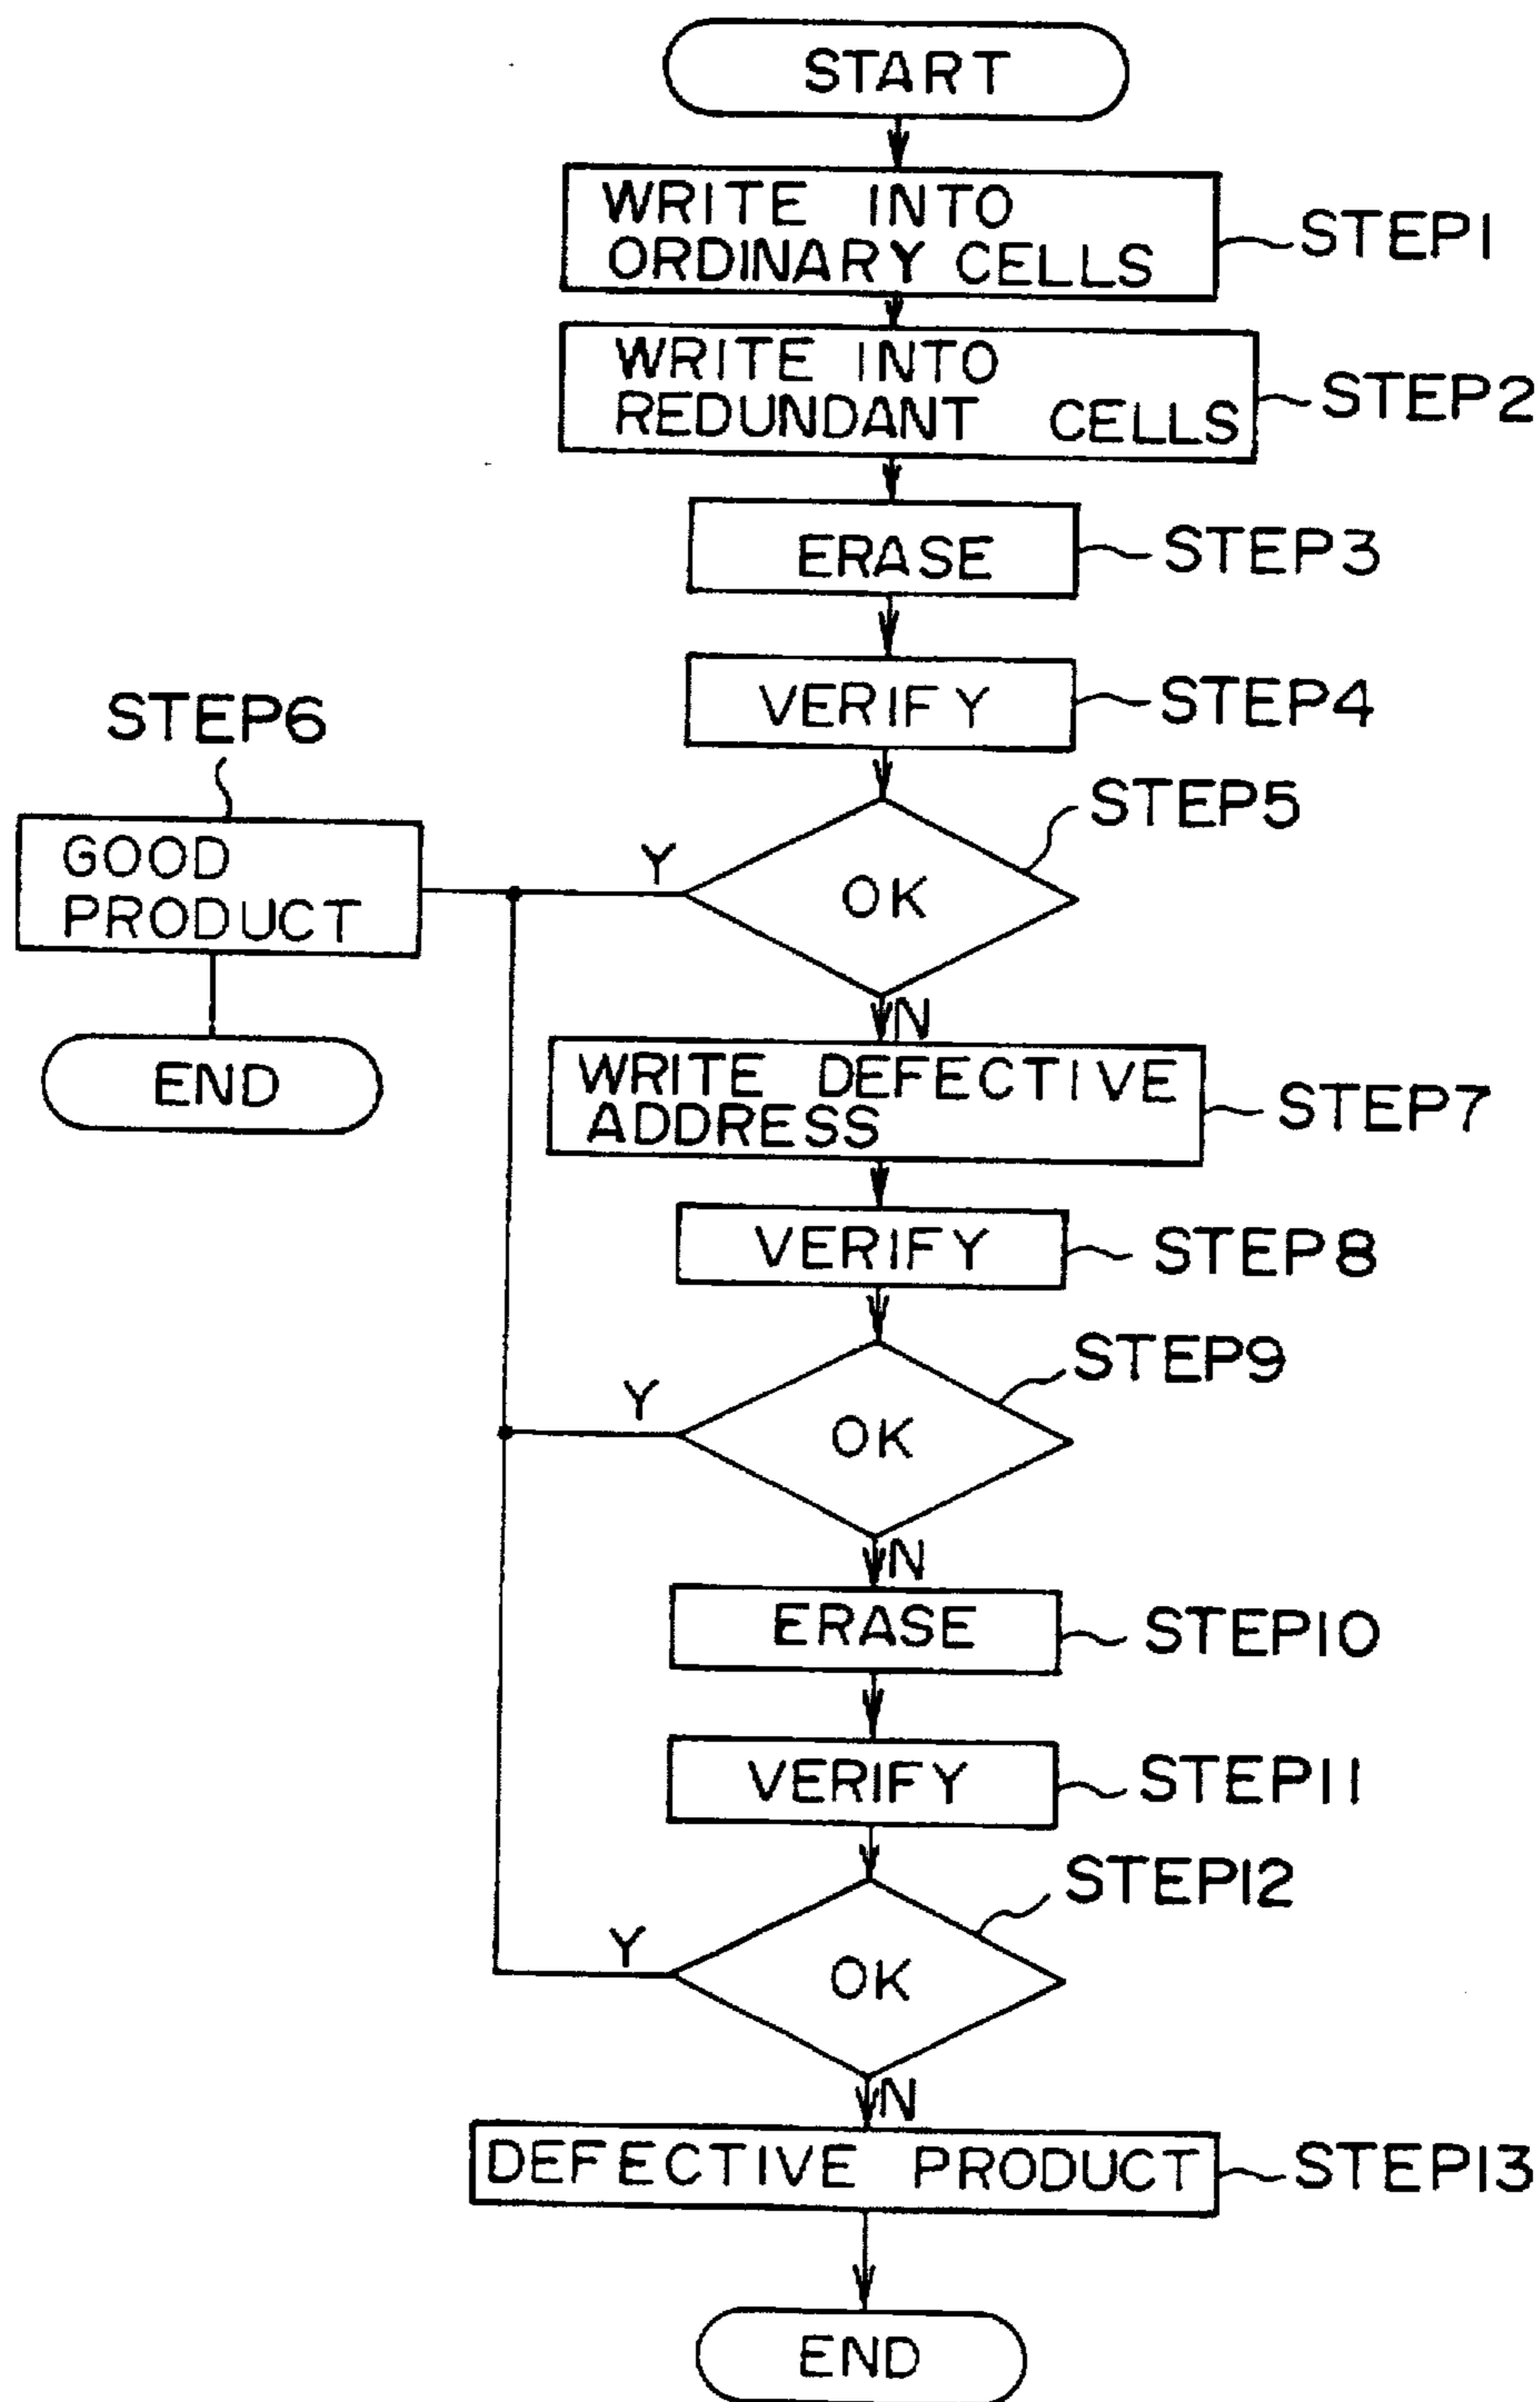 START
WRITE INTO
ORDINARY CELLS
STEP1
WRITE INTO
REDUNDANT CELLS
STEP2
ERASE
STEP3
VERIFY
STEP4
STEP6
GOOD
PRODUCT
END
STEP5
OK
Y
N
WRITE DEFECTIVE
ADDRESS
STEP7
VERIFY
STEP8
STEP9
OK
Y
N
ERASE
STEP10
VERIFY
STEP11
STEP12
OK
Y
N
DEFECTIVE PRODUCT
STEP13
END